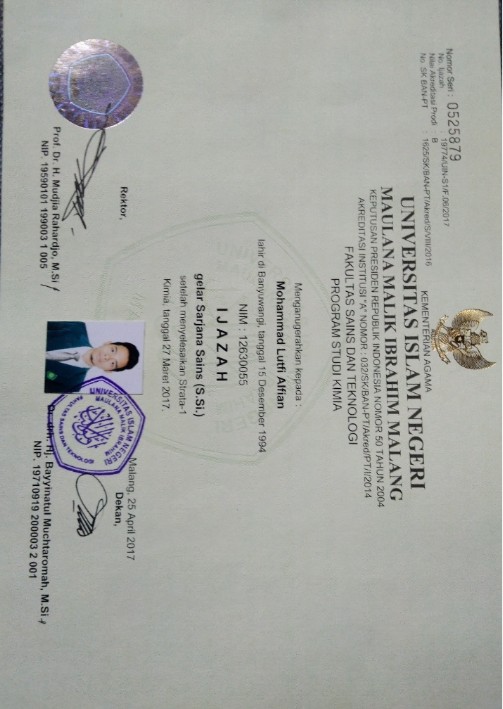 Nomor Seri : 0525879
No. Ijazah : 19774/UIN-S1/F.06/2017
Nilai Akreditasi Prodi : B
No. SK BAN-PT : 1625/SK/BAN-PT/Akred/S/VIII/2016
KEMENTERIAN AGAMA
UNIVERSITAS ISLAM NEGERI
MAULANA MALIK IBRAHIM MALANG
KEPUTUSAN PRESIDEN REPUBLIK INDONESIA NOMOR 50 TAHUN 2004
AKREDITASI INSTITUSI "A" NOMOR : 032/SK/BAN-PT/Akred/PT/I/2014
FAKULTAS SAINS DAN TEKNOLOGI
PROGRAM STUDI KIMIA
Menganugerahkan kepada :
Mohammad Lutfi Alfian
lahir di Banyuwangi, tanggal 15 Desember 1994
NIM : 12630055
I J A Z A H
gelar Sarjana Sains (S.Si.)
setelah menyelesaikan Strata-1
Kimia, tanggal 27 Maret 2017.
Malang, 25 April 2017
Rektor,
Dekan,
Prof. Dr. H. Mudjia Rahardjo, M.Si
NIP. 19590101 199003 1 005
UNIVERSITAS ISLAM NEGERI
MAULANA MALIK IBRAHIM
FAKULTAS SAINS DAN TEKNOLOGI
Dr. drh. Hj. Bayyinatul Muchtaromah, M.Si
NIP. 19710919 200003 2 001